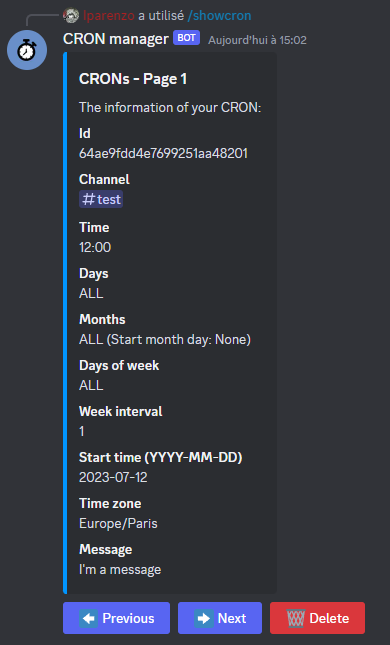 lparenzo a utilisé /showcron
CRON manager BOT Aujourd'hui à 15:02
CRONs - Page 1
The information of your CRON:
Id
64ae9fdd4e7699251aa48201
Channel
#test
Time
12:00
Days
ALL
Months
ALL (Start month day: None)
Days of week
ALL
Week interval
1
Start time (YYYY-MM-DD)
2023-07-12
Time zone
Europe/Paris
Message
I'm a message
Previous Next Delete